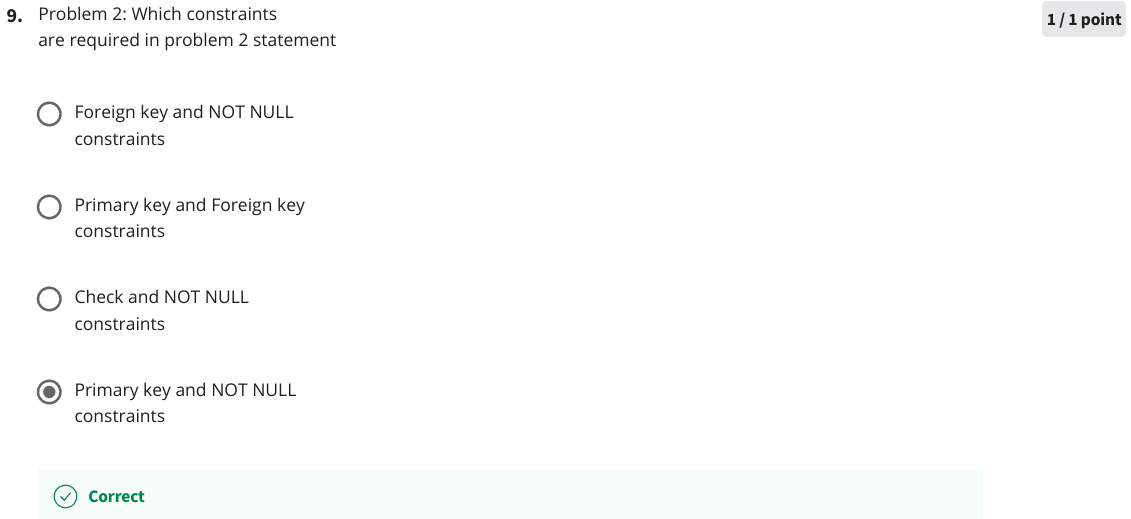 9. Problem 2: Which constraints
are required in problem 2 statement
1 / 1 point
Foreign key and NOT NULL
constraints
Primary key and Foreign key
constraints
Check and NOT NULL
constraints
Primary key and NOT NULL
constraints
Correct